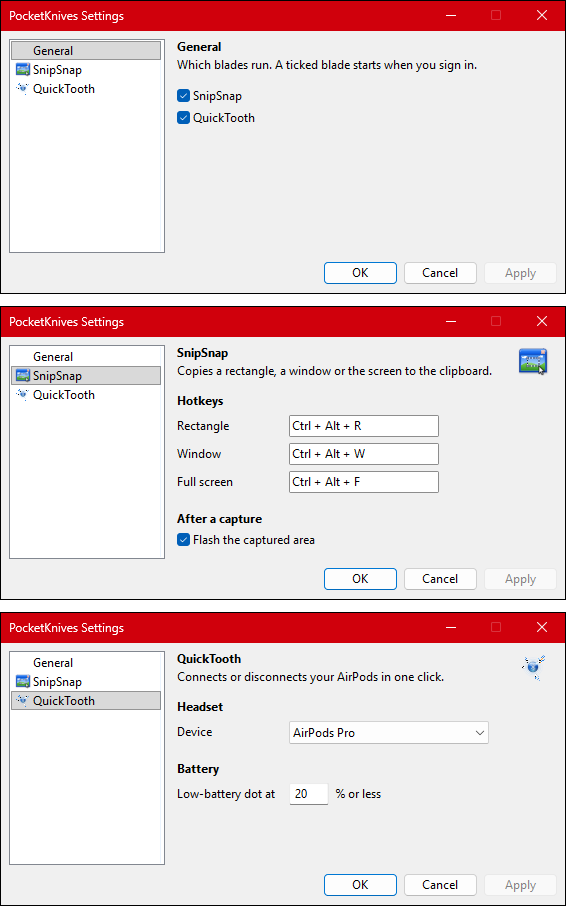 PocketKnives Settings
General
SnipSnap
QuickTooth
General
Which blades run. A ticked blade starts when you sign in.
SnipSnap
QuickTooth
OK Cancel Apply
PocketKnives Settings
General
SnipSnap
QuickTooth
SnipSnap
Copies a rectangle, a window or the screen to the clipboard.
Hotkeys
Rectangle Ctrl + Alt + R
Window Ctrl + Alt + W
Full screen Ctrl + Alt + F
After a capture
Flash the captured area
OK Cancel Apply
PocketKnives Settings
General
SnipSnap
QuickTooth
QuickTooth
Connects or disconnects your AirPods in one click.
Headset
Device AirPods Pro
Battery
Low-battery dot at 20 % or less
OK Cancel Apply